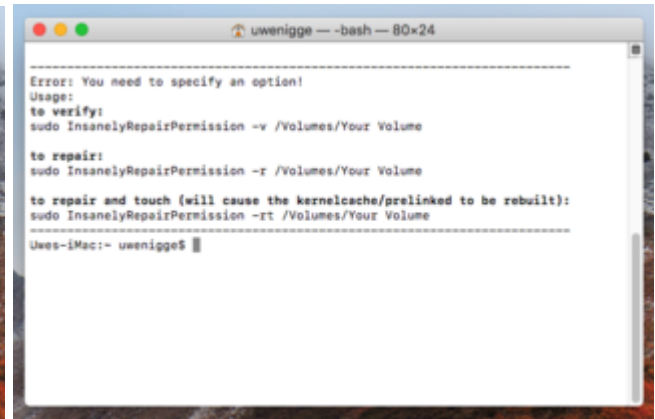 uwenigge — -bash — 80×24
--------------------------------------------------------------------
Error: You need to specify an option!
Usage:
to verify:
sudo InsanelyRepairPermission -v /Volumes/Your Volume
to repair:
sudo InsanelyRepairPermission -r /Volumes/Your Volume
to repair and touch (will cause the kernelcache/prelinked to be rebuilt):
sudo InsanelyRepairPermission -rt /Volumes/Your Volume
--------------------------------------------------------------------
Uwes-iMac:~ uwenigge$